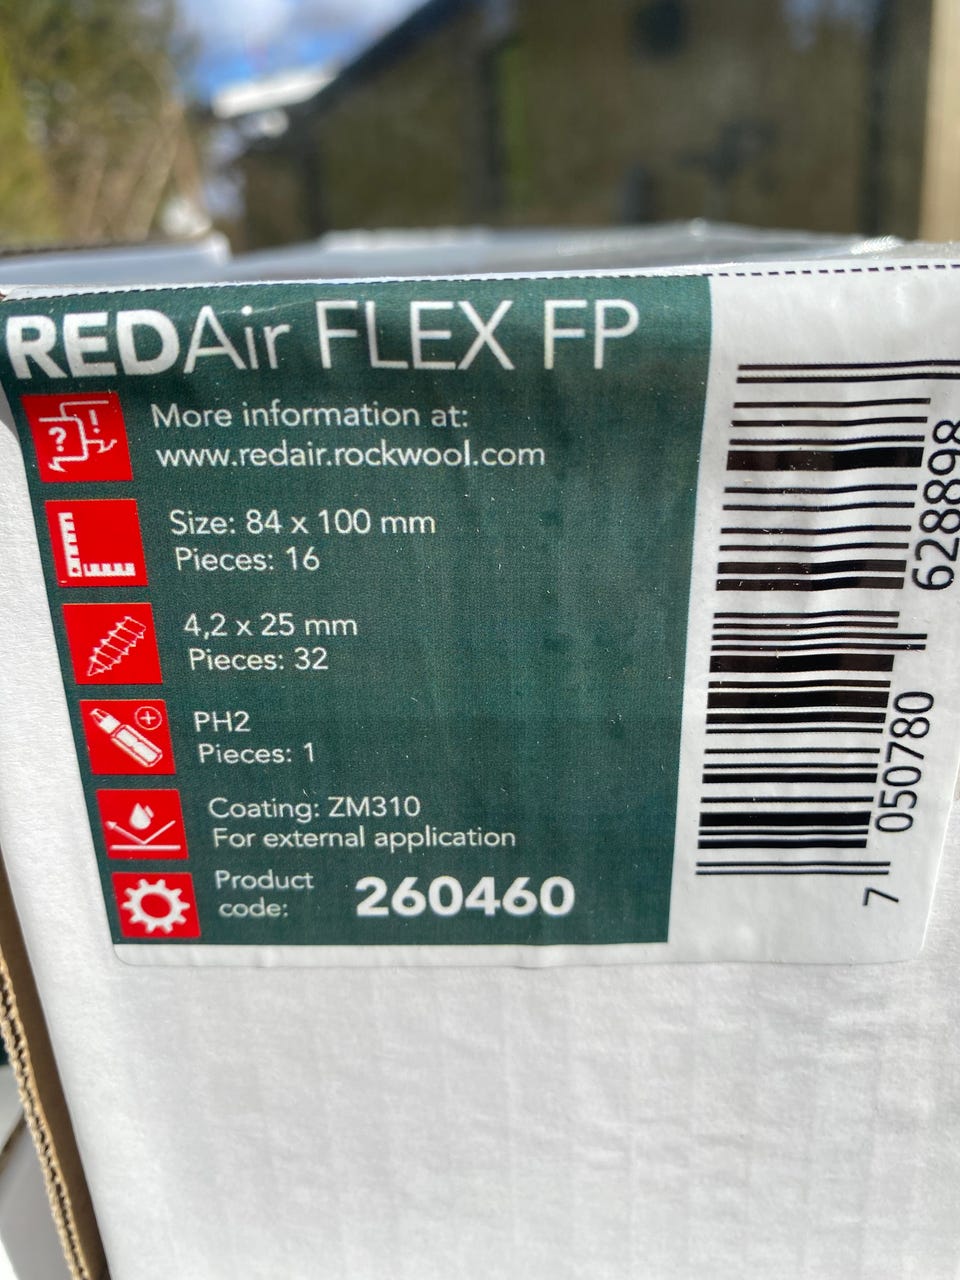 REDAir FLEX FP
More information at:
www.redair.rockwool.com
Size: 84 x 100 mm
Pieces: 16
4,2 x 25 mm
Pieces: 32
PH2
Pieces: 1
Coating: ZM310
For external application
Product
code:
260460
7 050780 628898